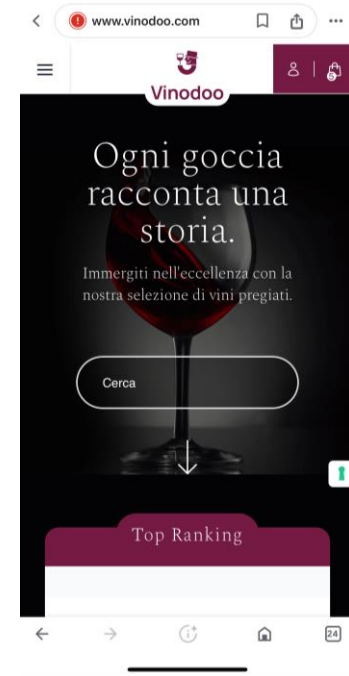 www.vinodoo.com
Vinodoo
5
Ogni goccia
racconta una
storia.
Immergiti nell'eccellenza con la
nostra selezione di vini pregiati.
Cerca
Top Ranking
24